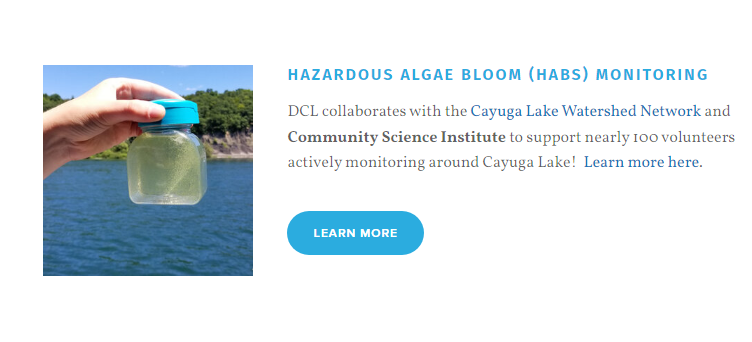 HAZARDOUS ALGAE BLOOM (HABS) MONITORING
DCL collaborates with the Cayuga Lake Watershed Network and
Community Science Institute to support nearly 100 volunteers
actively monitoring around Cayuga Lake! Learn more here.
LEARN MORE